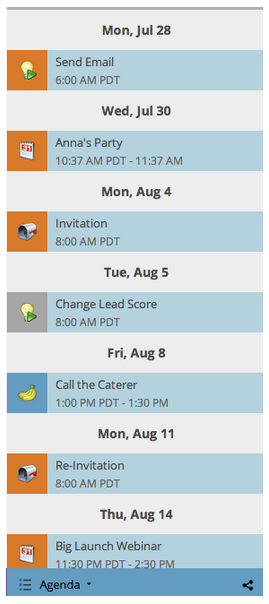 Mon, Jul 28
Send Email
6:00 AM PDT
Wed, Jul 30
31
Anna's Party
10:37 AM PDT - 11:37 AM
Mon, Aug 4
Invitation
8:00 AM PDT
Tue, Aug 5
Change Lead Score
8:00 AM PDT
Fri, Aug 8
Call the Caterer
1:00 PM PDT - 1:30 PM
Mon, Aug 11
Re-Invitation
8:00 AM PDT
Thu, Aug 14
31
Big Launch Webinar
11:30 PM PDT - 2:30 PM
Agenda